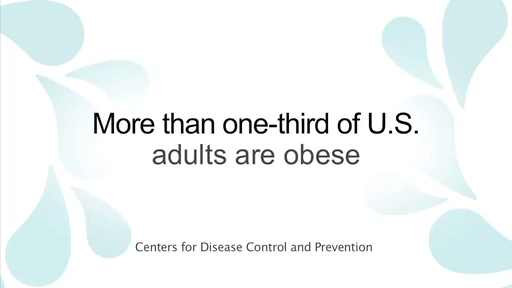 More than one-third of U.S.
adults are obese
Centers for Disease Control and Prevention